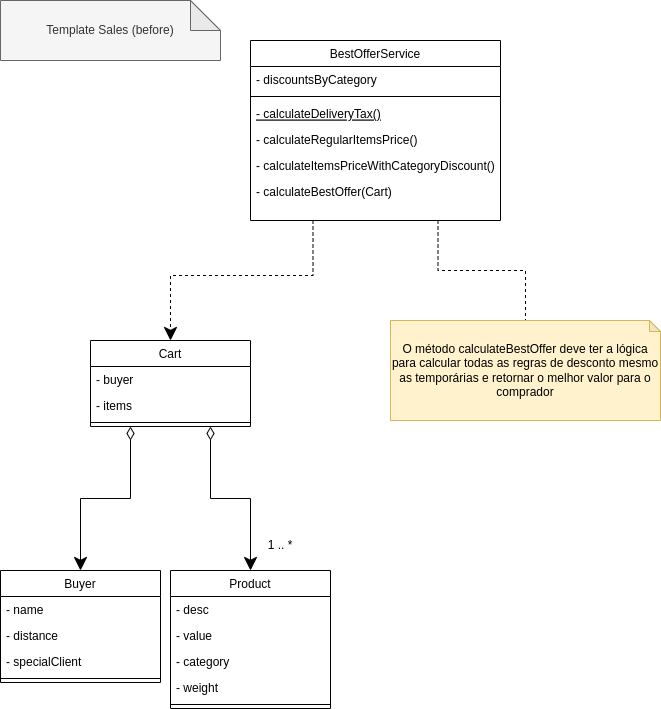 Template Sales (before)
BestOfferService
- discountsByCategory
- calculateDeliveryTax()
- calculateRegularItemsPrice()
- calculateItemsPriceWithCategoryDiscount()
- calculateBestOffer(Cart)
O método calculateBestOffer deve ter a lógica
para calcular todas as regras de desconto mesmo
as temporárias e retornar o melhor valor para o
comprador
Cart
- buyer
- items
1 .. *
Buyer
- name
- distance
- specialClient
Product
- desc
- value
- category
- weight